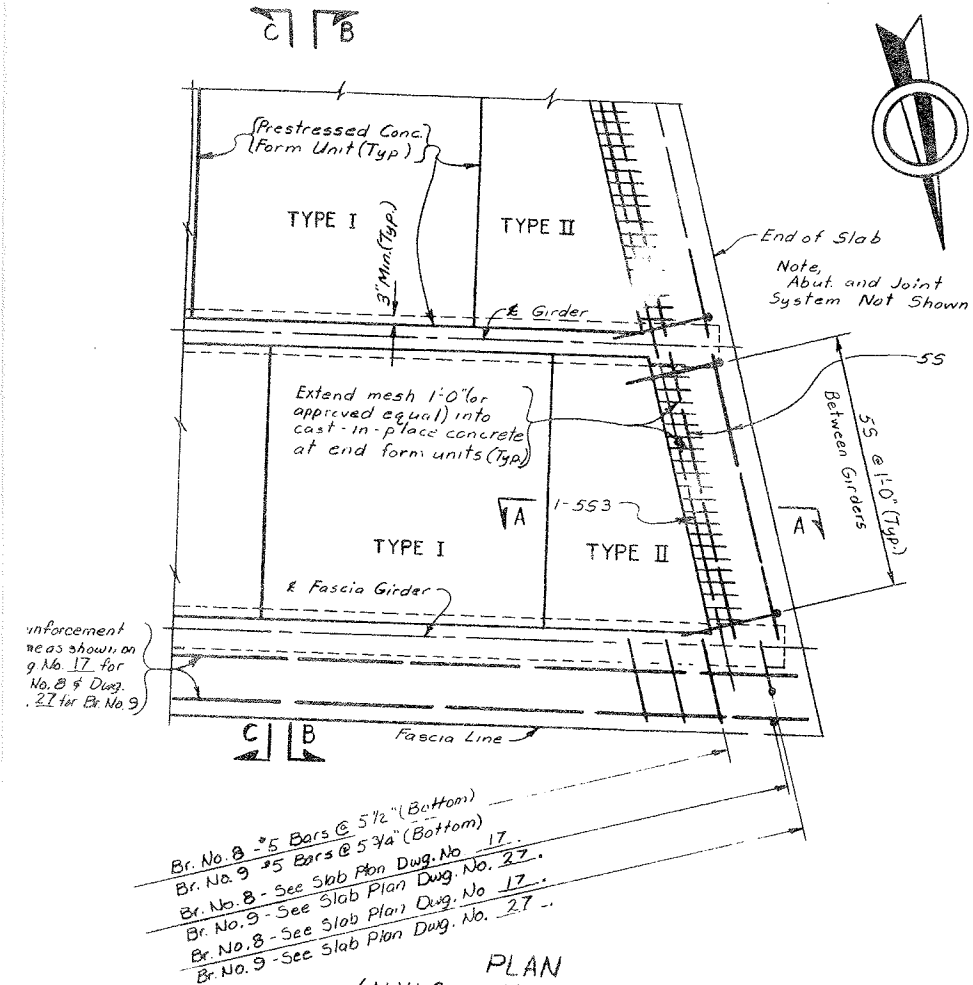 C B
Prestressed Conc.
Form Unit (Typ.)
TYPE I
TYPE II
3" Min. (Typ.)
End of Slab
Note,
Abut. and Joint
System Not Shown
℄ Girder
5S
Extend mesh 1'-0" (or
approved equal) into
cast-in-place concrete
at end form units (Typ.)
5S @ 1'-0" (Typ.)
Between Girders
A
1-5S3
A
TYPE I
TYPE II
℄ Fascia Girder
inforcement
as shown on
g. No. 17 for
No. 8 & Dwg.
. 27 for Br. No. 9
C B
Fascia Line
Br. No. 8 - #5 Bars @ 5 1/2" (Bottom)
Br. No. 9 #5 Bars @ 5 3/4" (Bottom)
Br. No. 8 - See Slab Plan Dwg. No 17.
Br. No. 9 - See Slab Plan Dwg. No. 27.
Br. No. 8 - See Slab Plan Dwg. No 17.
Br. No. 9 - See Slab Plan Dwg. No. 27.
PLAN